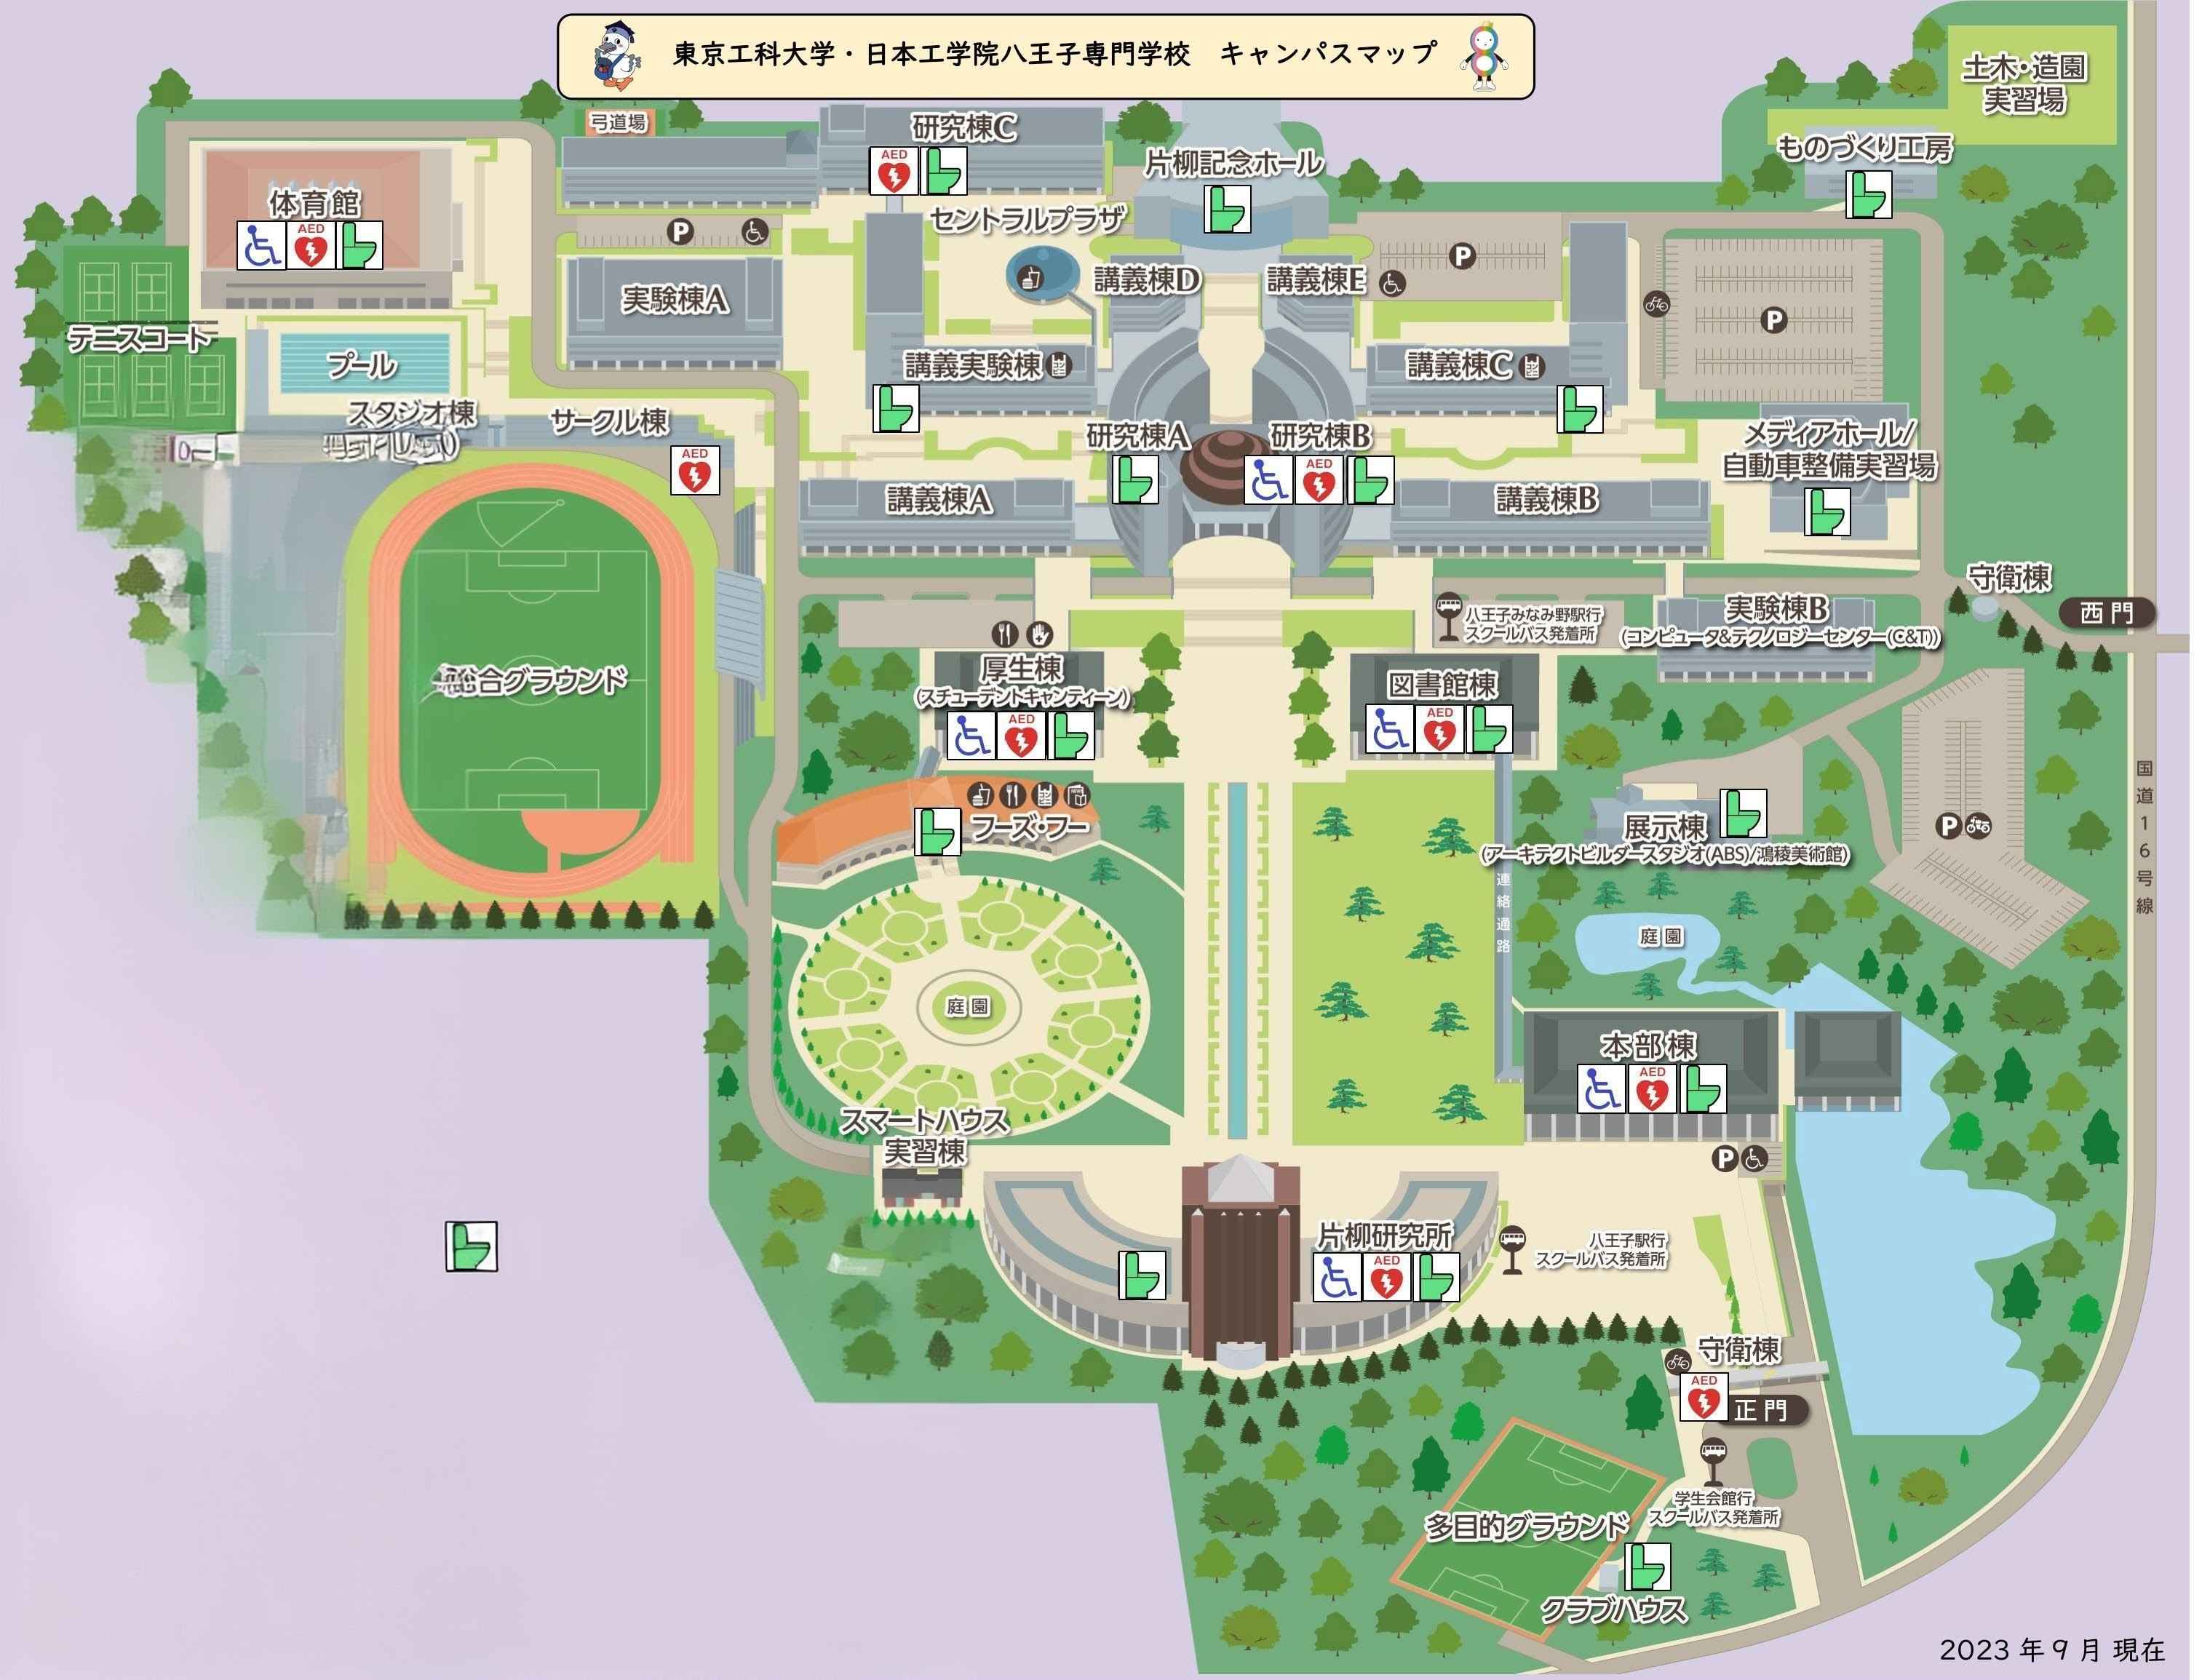 東京工科大学・日本工学院八王子専門学校 キャンパスマップ
土木・造園
実習場
弓道場
研究棟C
AED
片柳記念ホール
ものづくり工房
体育館
AED
セントラルプラザ
P
P
講義棟D
講義棟E
実験棟A
P
テニスコート
プール
講義実験棟
講義棟C
スタジオ棟
サークル棟
AED
研究棟A
研究棟B
AED
メディアホール/
自動車整備実習場
講義棟A
講義棟B
守衛棟
西門
八王子みなみ野駅行
スクールバス発着所
実験棟B
(コンピュータ&テクノロジーセンター(C&T))
総合グラウンド
厚生棟
(スチューデントキャンティーン)
AED
図書館棟
AED
国道16号線
フーズ・フー
展示棟
(アーキテクトビルダースタジオ(ABS)/鴻稜美術館)
P
連絡通路
庭園
庭園
本部棟
AED
スマートハウス
実習棟
P
片柳研究所
AED
八王子駅行
スクールバス発着所
守衛棟
AED
正門
学生会館行
スクールバス発着所
多目的グラウンド
クラブハウス
2023年9月 現在